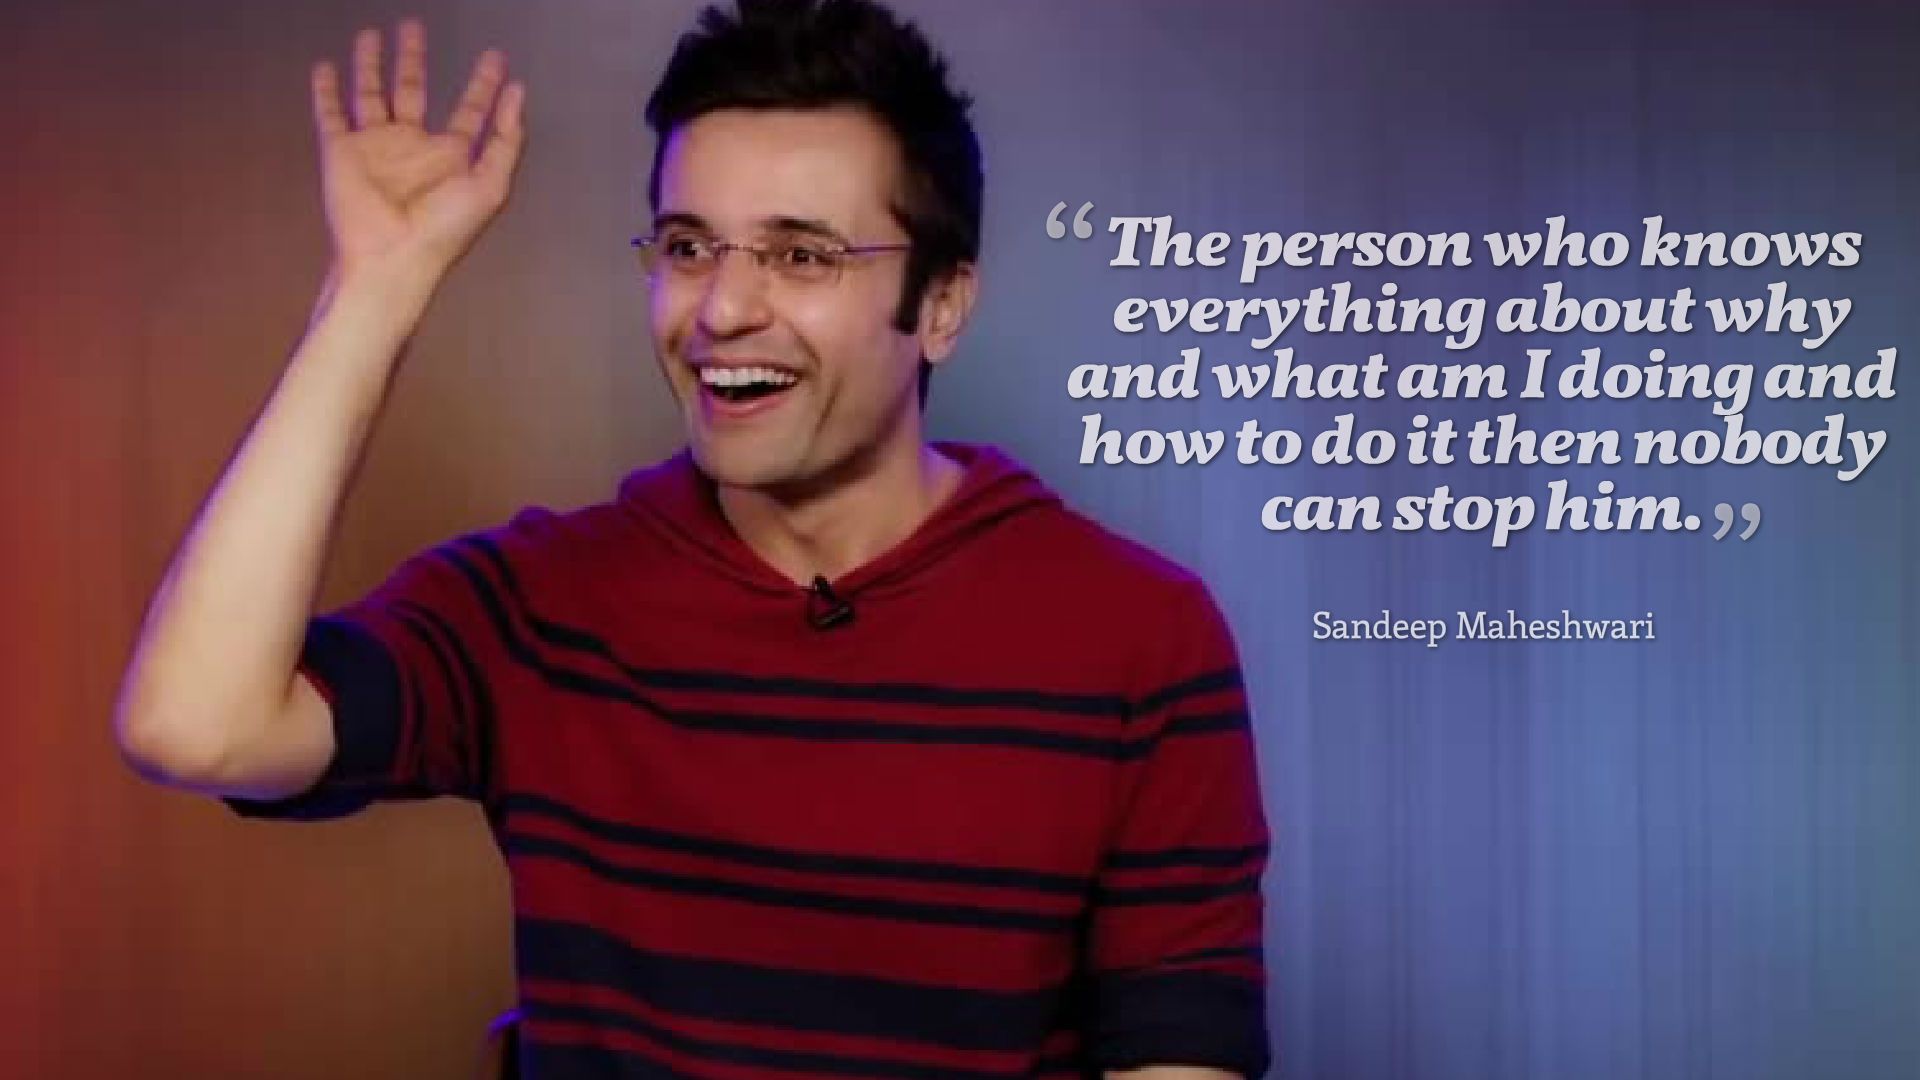 “The person who knows
everything about why
and what am I doing and
how to do it then nobody
can stop him.”
Sandeep Maheshwari